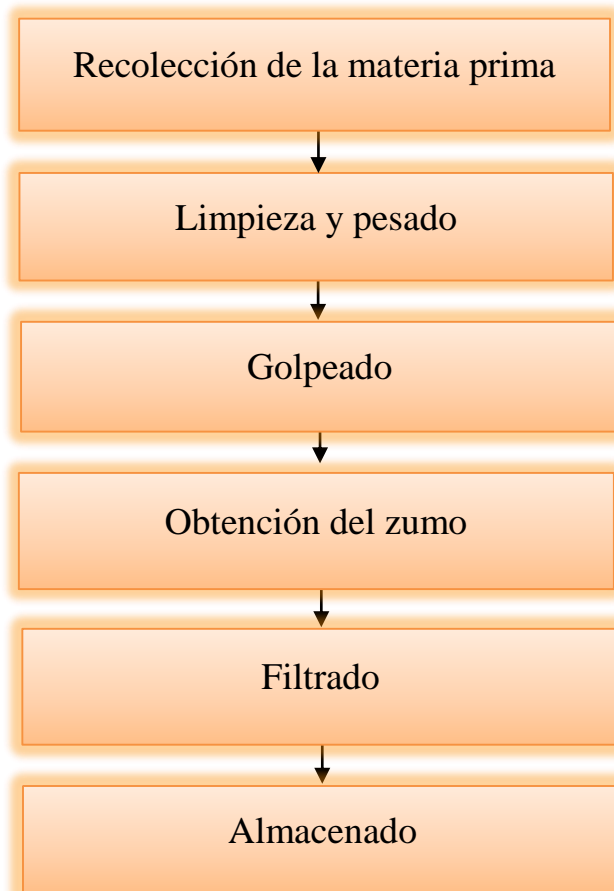 Recolección de la materia prima
Limpieza y pesado
Golpeado
Obtención del zumo
Filtrado
Almacenado